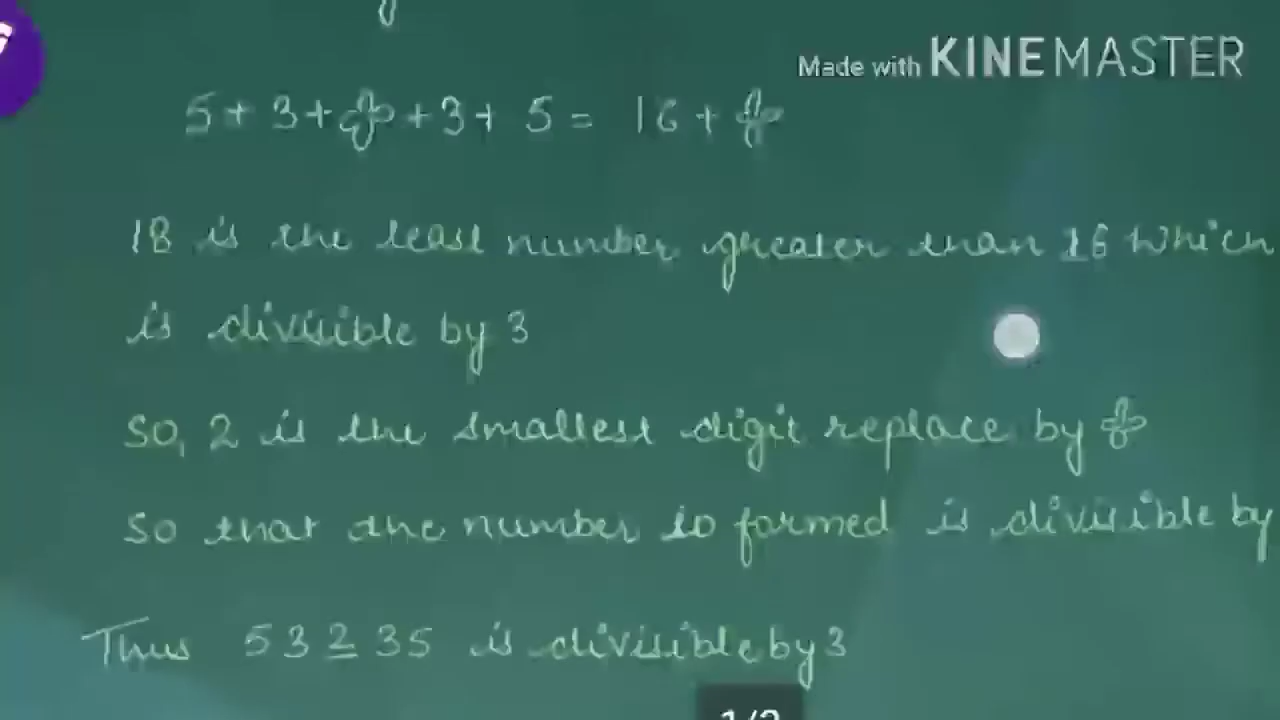 Made with KINEMASTER
5 + 3 + * + 3 + 5 = 16 + *
18 is the least number greater than 16 which
is divisible by 3
So, 2 is the smallest digit replace by *
So that the number so formed is divisible by
Thus 53235 is divisible by 3
1/2